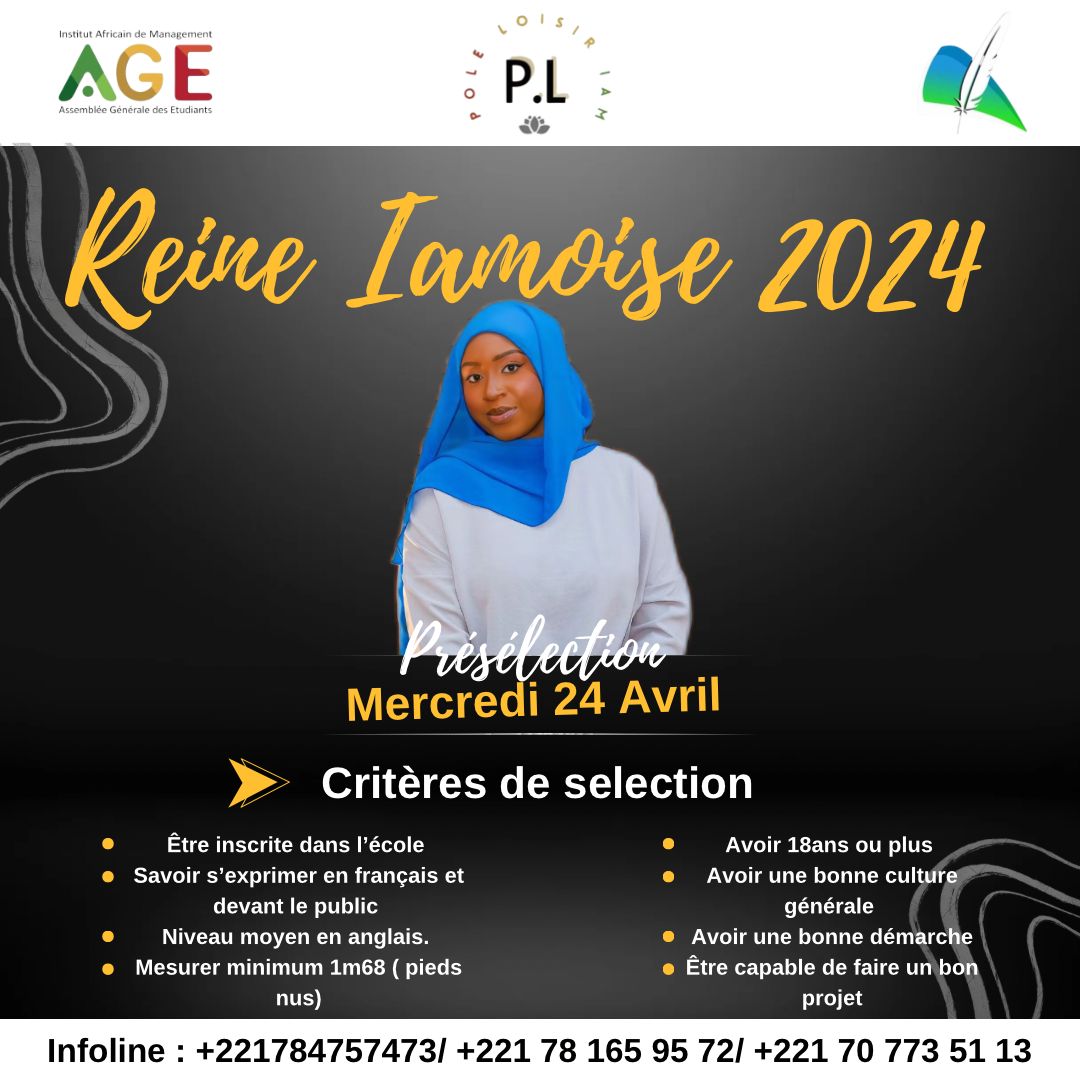 Institut Africain de Management
AGE
Assemblée Générale des Etudiants
POLE LOISIR IAM
P.L
Reine Iamoise 2024
Présélection
Mercredi 24 Avril
Critères de selection
Être inscrite dans l’école
Savoir s’exprimer en français et
devant le public
Niveau moyen en anglais.
Mesurer minimum 1m68 ( pieds
nus)
Avoir 18ans ou plus
Avoir une bonne culture
générale
Avoir une bonne démarche
Être capable de faire un bon
projet
Infoline : +221784757473/ +221 78 165 95 72/ +221 70 773 51 13